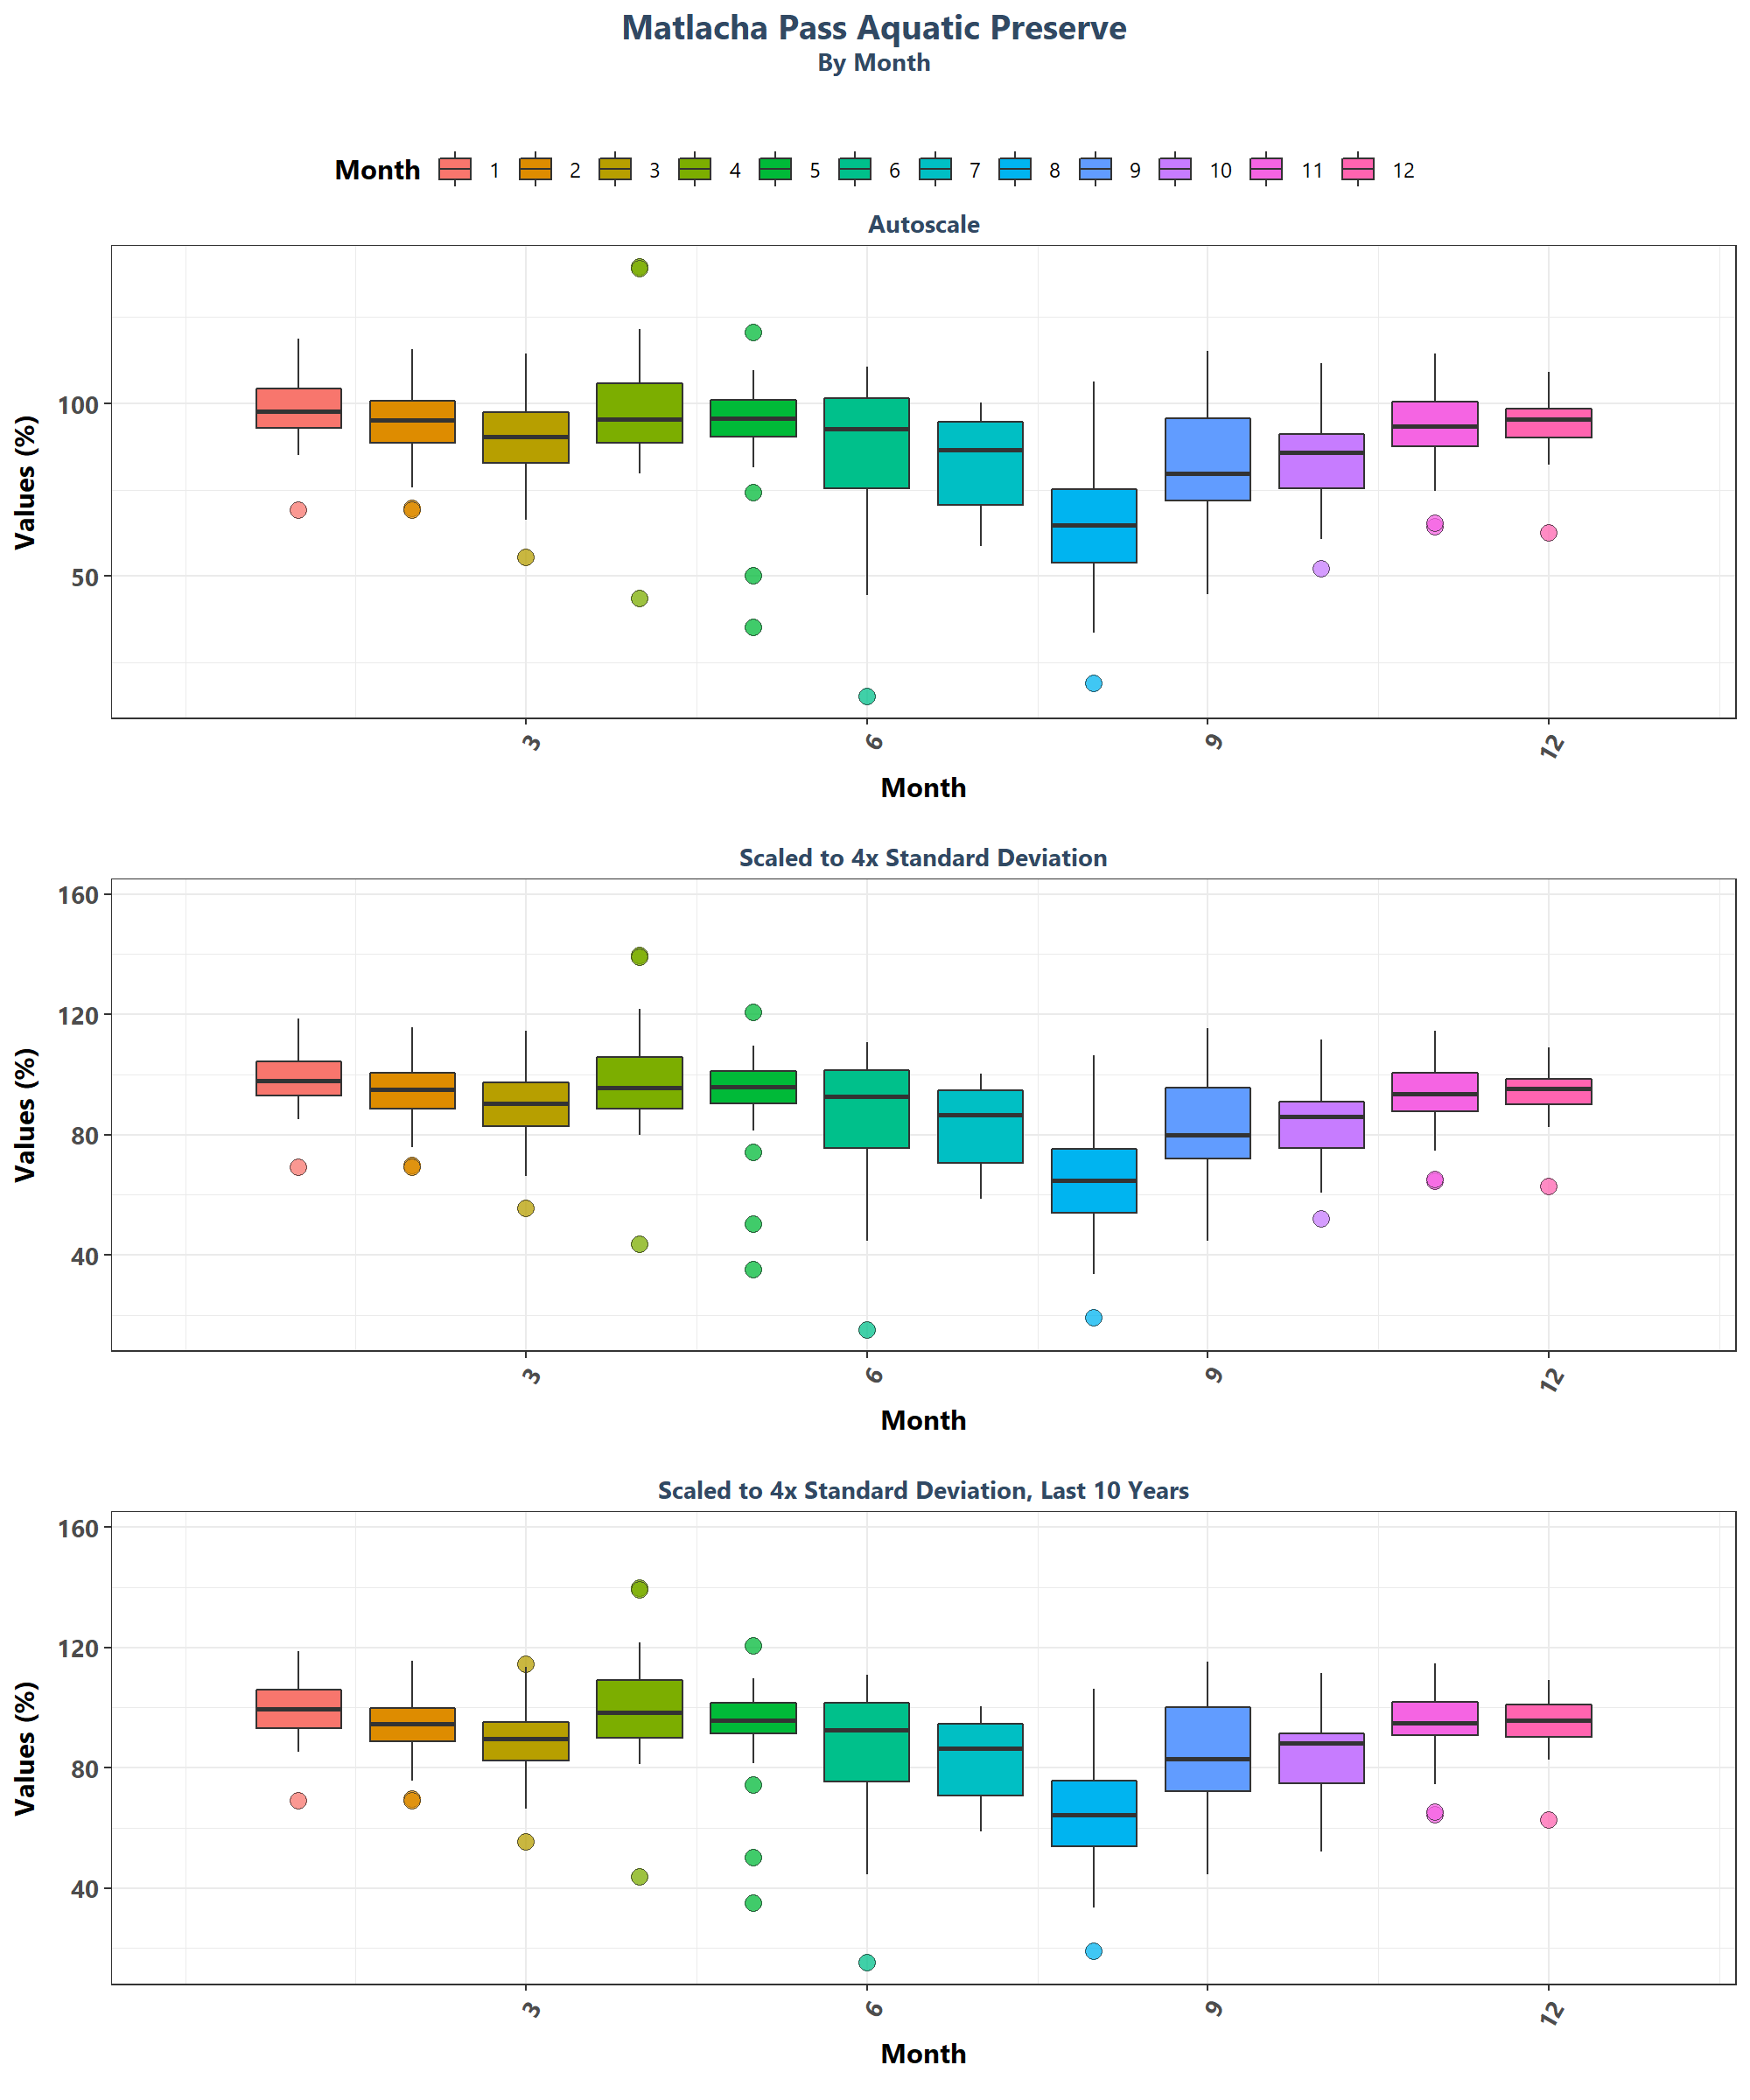 Matlacha Pass Aquatic Preserve
By Month
Month 1 2 3 4 5 6 7 8 9 10 11 12
Autoscale
Values (%)
100
50
3 6 9 12
Month
Scaled to 4x Standard Deviation
Values (%)
160
120
80
40
3 6 9 12
Month
Scaled to 4x Standard Deviation, Last 10 Years
Values (%)
160
120
80
40
3 6 9 12
Month